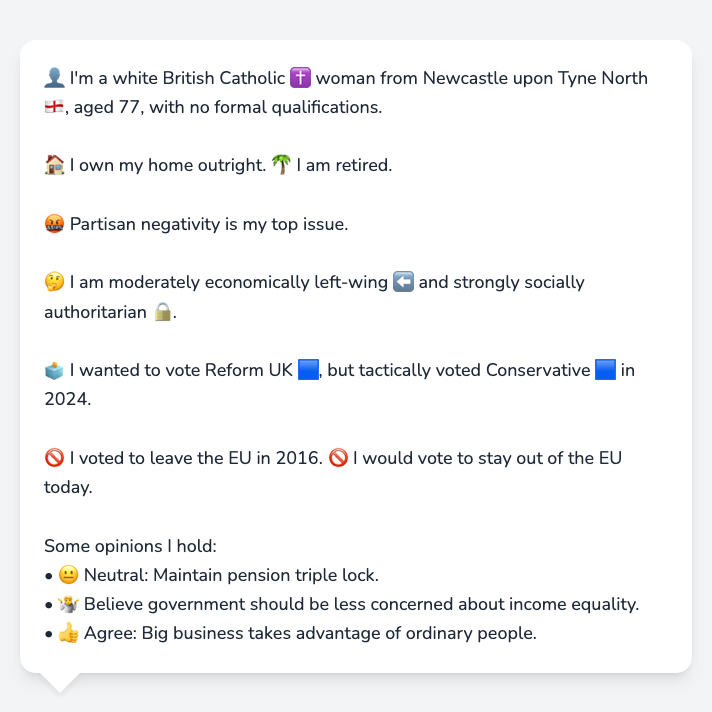 👤 I'm a white British Catholic ✝️ woman from Newcastle upon Tyne North
🏴󠁧󠁢󠁥󠁮󠁧󠁿, aged 77, with no formal qualifications.
🏠 I own my home outright. 🌴 I am retired.
🤬 Partisan negativity is my top issue.
🤔 I am moderately economically left-wing ⬅️ and strongly socially
authoritarian 🔒.
🗳️ I wanted to vote Reform UK 🟦, but tactically voted Conservative 🟦 in
2024.
🚫 I voted to leave the EU in 2016. 🚫 I would vote to stay out of the EU
today.
Some opinions I hold:
• 😐 Neutral: Maintain pension triple lock.
• 🤷 Believe government should be less concerned about income equality.
• 👍 Agree: Big business takes advantage of ordinary people.